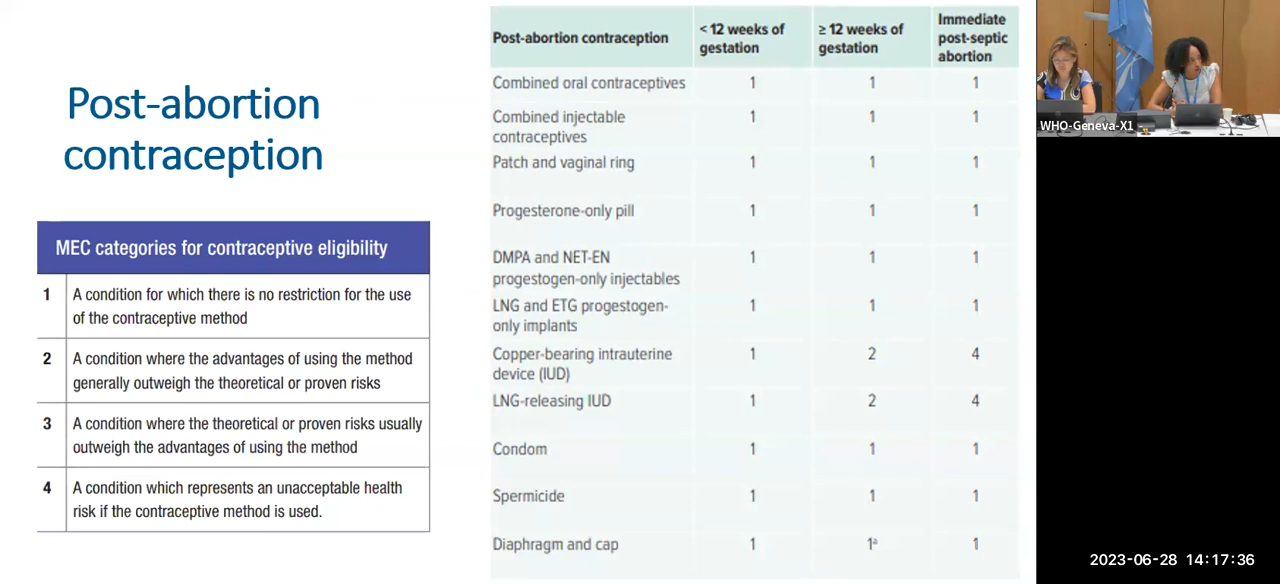 Post-abortion
contraception
MEC categories for contraceptive eligibility
1 A condition for which there is no restriction for the use
of the contraceptive method
2 A condition where the advantages of using the method
generally outweigh the theoretical or proven risks
3 A condition where the theoretical or proven risks usually
outweigh the advantages of using the method
4 A condition which represents an unacceptable health
risk if the contraceptive method is used.
Post-abortion contraception < 12 weeks of gestation ≥ 12 weeks of gestation Immediate post-septic abortion
Combined oral contraceptives 1 1 1
Combined injectable 1 1 1
contraceptives
Patch and vaginal ring 1 1 1
Progesterone-only pill 1 1 1
DMPA and NET-EN 1 1 1
progestogen-only injectables
LNG and ETG progestogen- 1 1 1
only implants
Copper-bearing intrauterine 1 2 4
device (IUD)
LNG-releasing IUD 1 2 4
Condom 1 1 1
Spermicide 1 1 1
Diaphragm and cap 1 1ª 1
WHO-Geneva-X1
2023-06-28 14:17:36